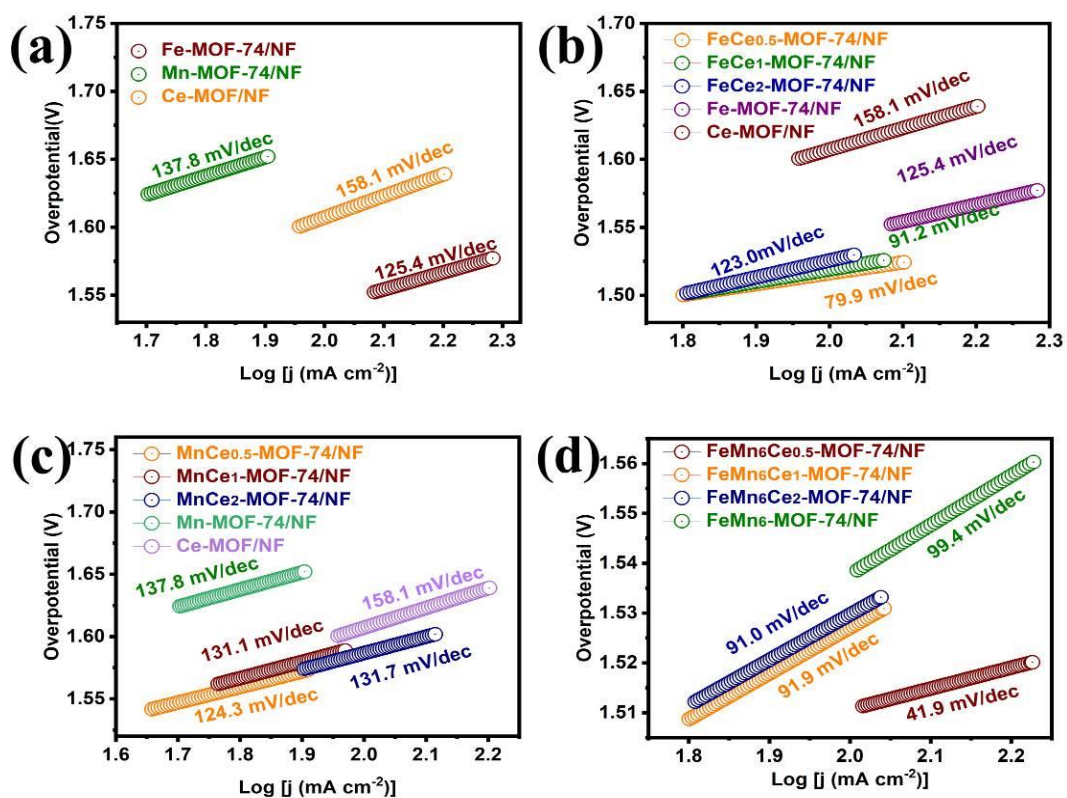 (a)
1.75
1.70
1.65
1.60
1.55
Overpotential(V)
Fe-MOF-74/NF
Mn-MOF-74/NF
Ce-MOF/NF
137.8 mV/dec
158.1 mV/dec
125.4 mV/dec
1.7 1.8 1.9 2.0 2.1 2.2 2.3
Log [j (mA cm⁻²)]
(b)
1.70
1.65
1.60
1.55
1.50
Overpotential (V)
FeCe0.5-MOF-74/NF
FeCe1-MOF-74/NF
FeCe2-MOF-74/NF
Fe-MOF-74/NF
Ce-MOF/NF
158.1 mV/dec
125.4 mV/dec
91.2 mV/dec
123.0mV/dec
79.9 mV/dec
1.8 1.9 2.0 2.1 2.2 2.3
Log [j (mA cm⁻²)]
(c)
1.75
1.70
1.65
1.60
1.55
Overpotential (V)
MnCe0.5-MOF-74/NF
MnCe1-MOF-74/NF
MnCe2-MOF-74/NF
Mn-MOF-74/NF
Ce-MOF/NF
137.8 mV/dec
158.1 mV/dec
131.1 mV/dec
131.7 mV/dec
124.3 mV/dec
1.6 1.7 1.8 1.9 2.0 2.1 2.2
Log [j (mA cm⁻²)]
(d)
1.56
1.55
1.54
1.53
1.52
1.51
Overpotential (V)
FeMn6Ce0.5-MOF-74/NF
FeMn6Ce1-MOF-74/NF
FeMn6Ce2-MOF-74/NF
FeMn6-MOF-74/NF
99.4 mV/dec
91.0 mV/dec
91.9 mV/dec
41.9 mV/dec
1.8 1.9 2.0 2.1 2.2
Log [j (mA cm⁻²)]